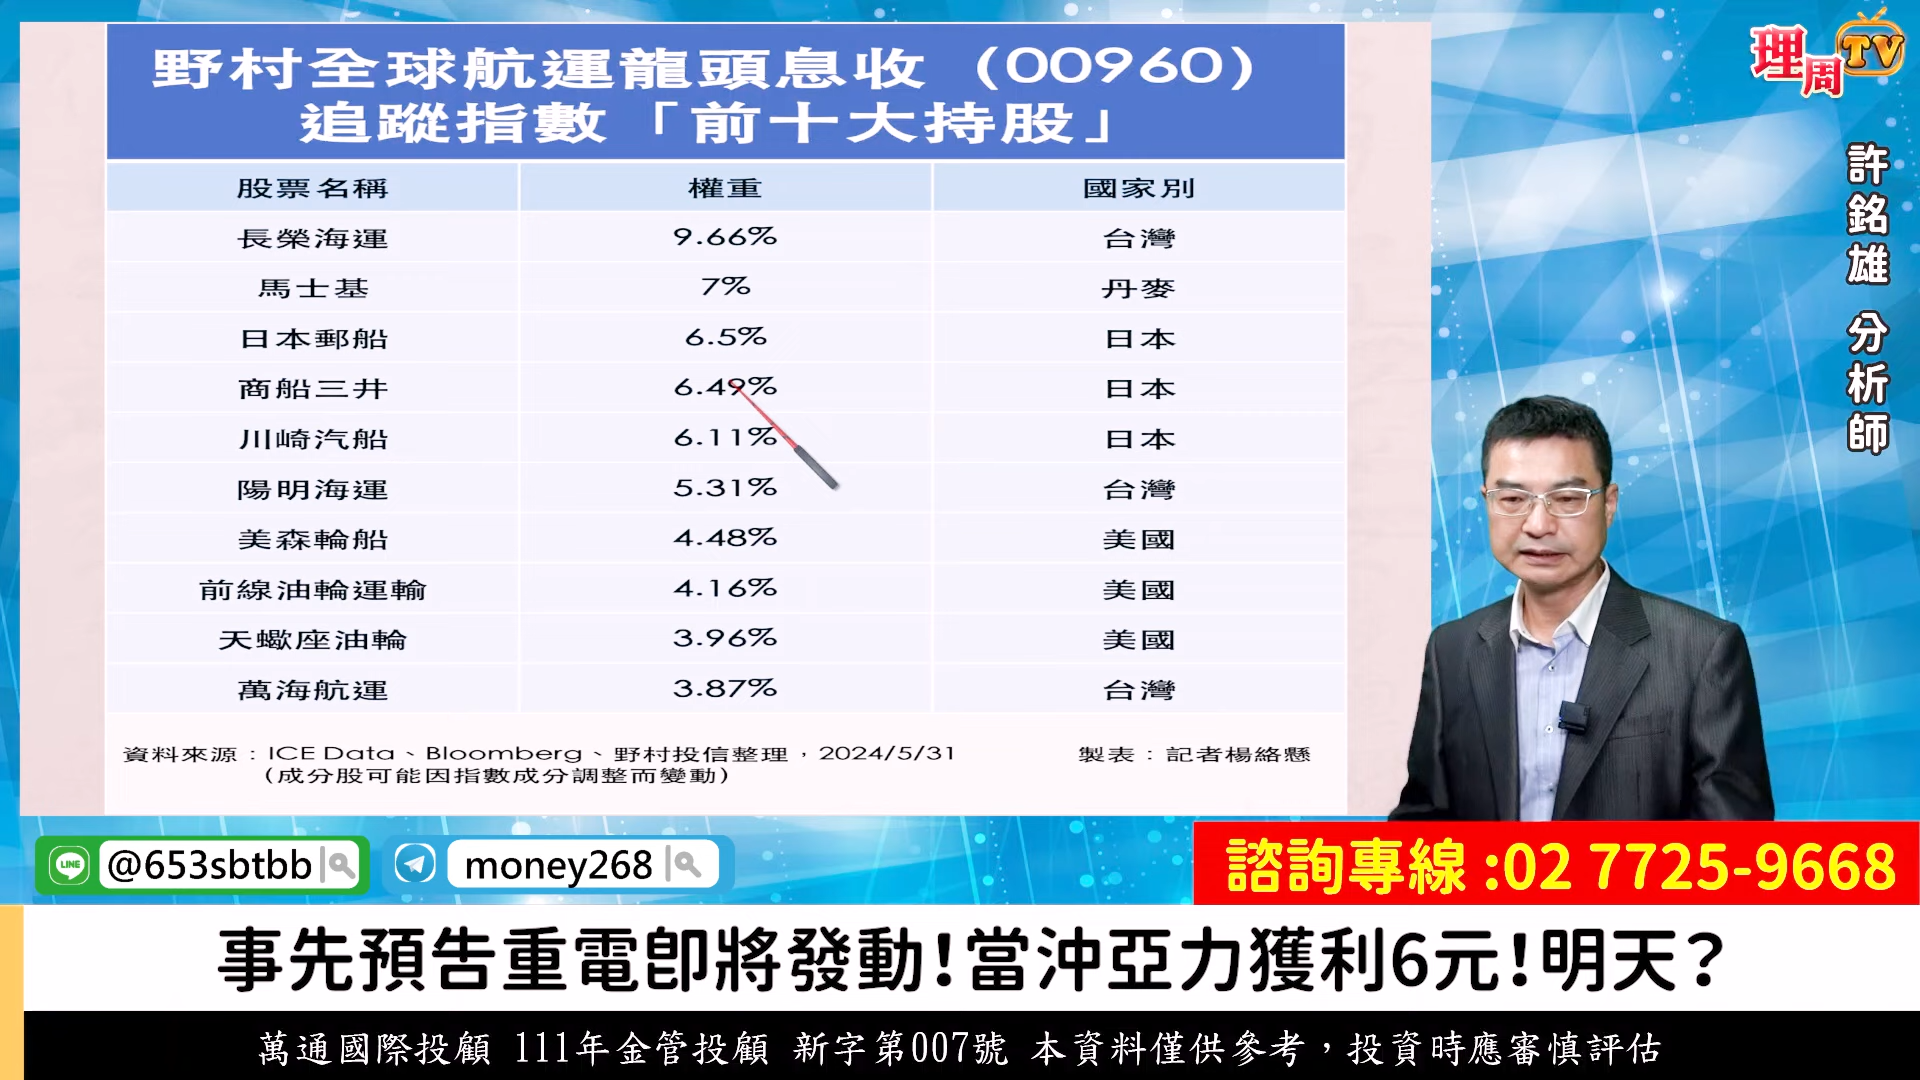 野村全球航運龍頭息收（00960）
追蹤指數「前十大持股」
股票名稱 權重 國家別
長榮海運 9.66% 台灣
馬士基 7% 丹麥
日本郵船 6.5% 日本
商船三井 6.49% 日本
川崎汽船 6.11% 日本
陽明海運 5.31% 台灣
美森輪船 4.48% 美國
前線油輪運輸 4.16% 美國
天蠍座油輪 3.96% 美國
萬海航運 3.87% 台灣
資料來源：ICE Data、Bloomberg、野村投信整理，2024/5/31 製表：記者楊絡懸
（成分股可能因指數成分調整而變動）
理周TV
許銘雄 分析師
LINE @653sbtbb
money268
諮詢專線:02 7725-9668
事先預告重電即將發動!當沖亞力獲利6元!明天?
萬通國際投顧 111年金管投顧 新字第007號 本資料僅供參考，投資時應審慎評估